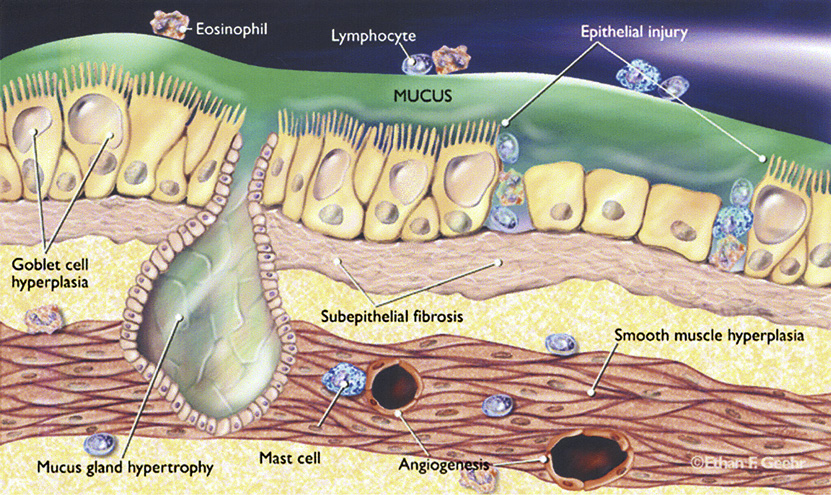 Eosinophil
Lymphocyte
Epithelial injury
MUCUS
Goblet cell
hyperplasia
Subepithelial fibrosis
Smooth muscle hyperplasia
Mucus gland hypertrophy
Mast cell
Angiogenesis
©Ethan F. Geehr